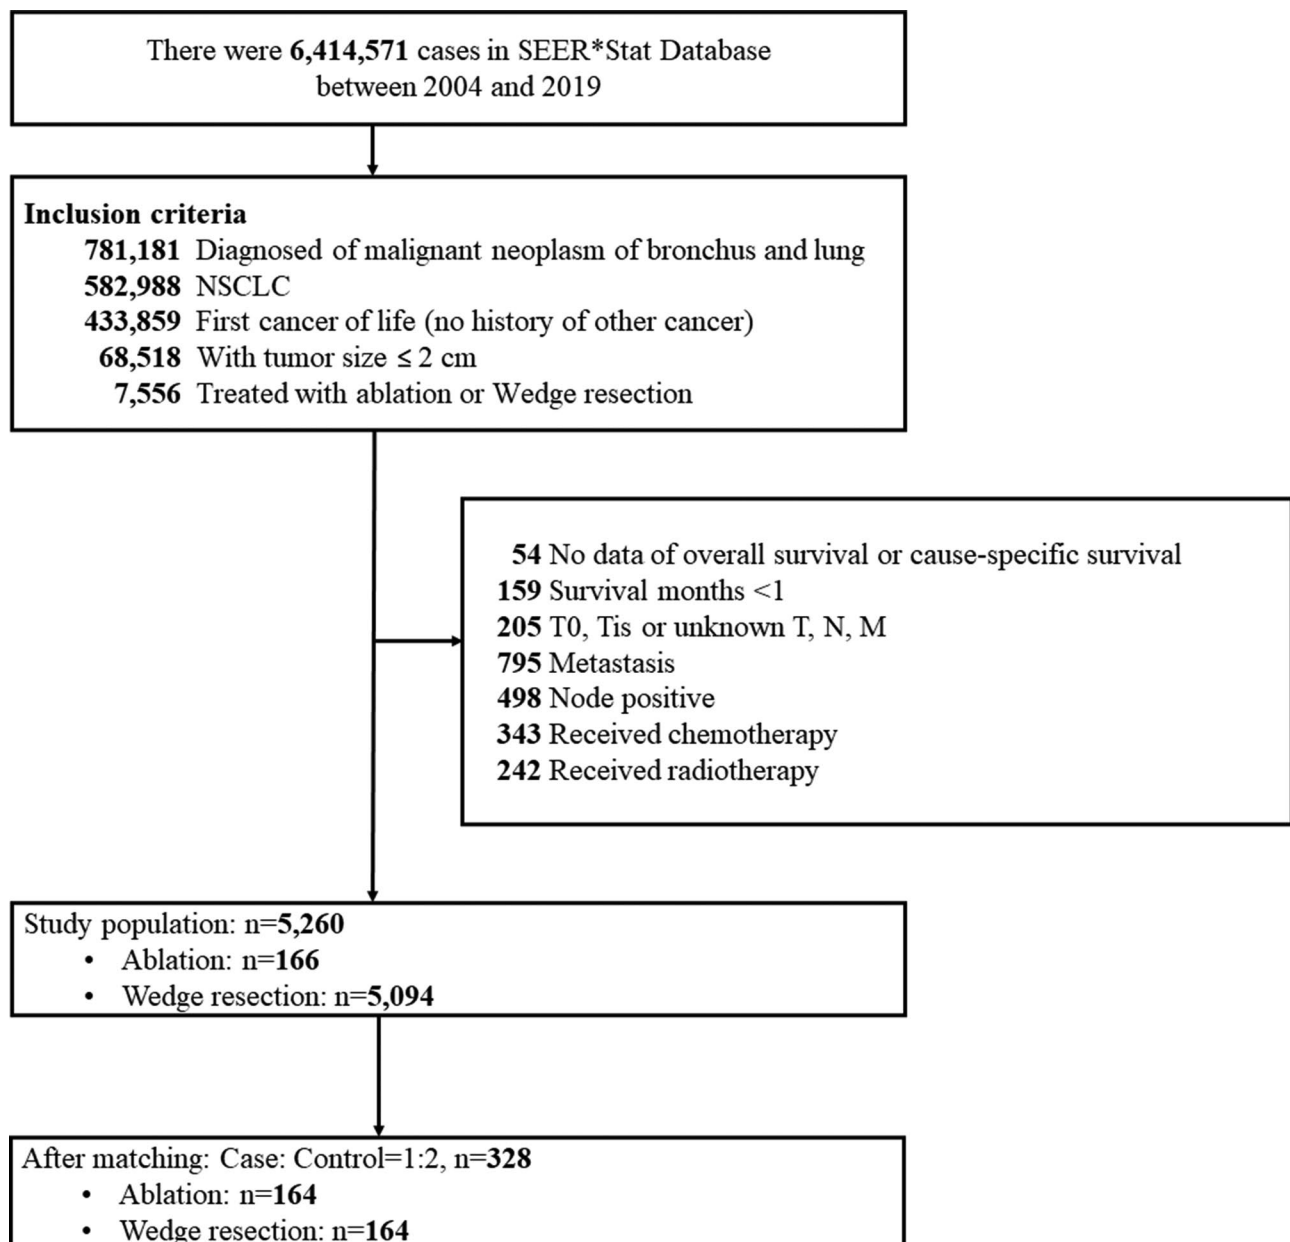 There were 6,414,571 cases in SEER*Stat Database
between 2004 and 2019
Inclusion criteria
781,181 Diagnosed of malignant neoplasm of bronchus and lung
582,988 NSCLC
433,859 First cancer of life (no history of other cancer)
68,518 With tumor size ≤ 2 cm
7,556 Treated with ablation or Wedge resection
54 No data of overall survival or cause-specific survival
159 Survival months <1
205 T0, Tis or unknown T, N, M
795 Metastasis
498 Node positive
343 Received chemotherapy
242 Received radiotherapy
Study population: n=5,260
• Ablation: n=166
• Wedge resection: n=5,094
After matching: Case: Control=1:2, n=328
• Ablation: n=164
• Wedge resection: n=164